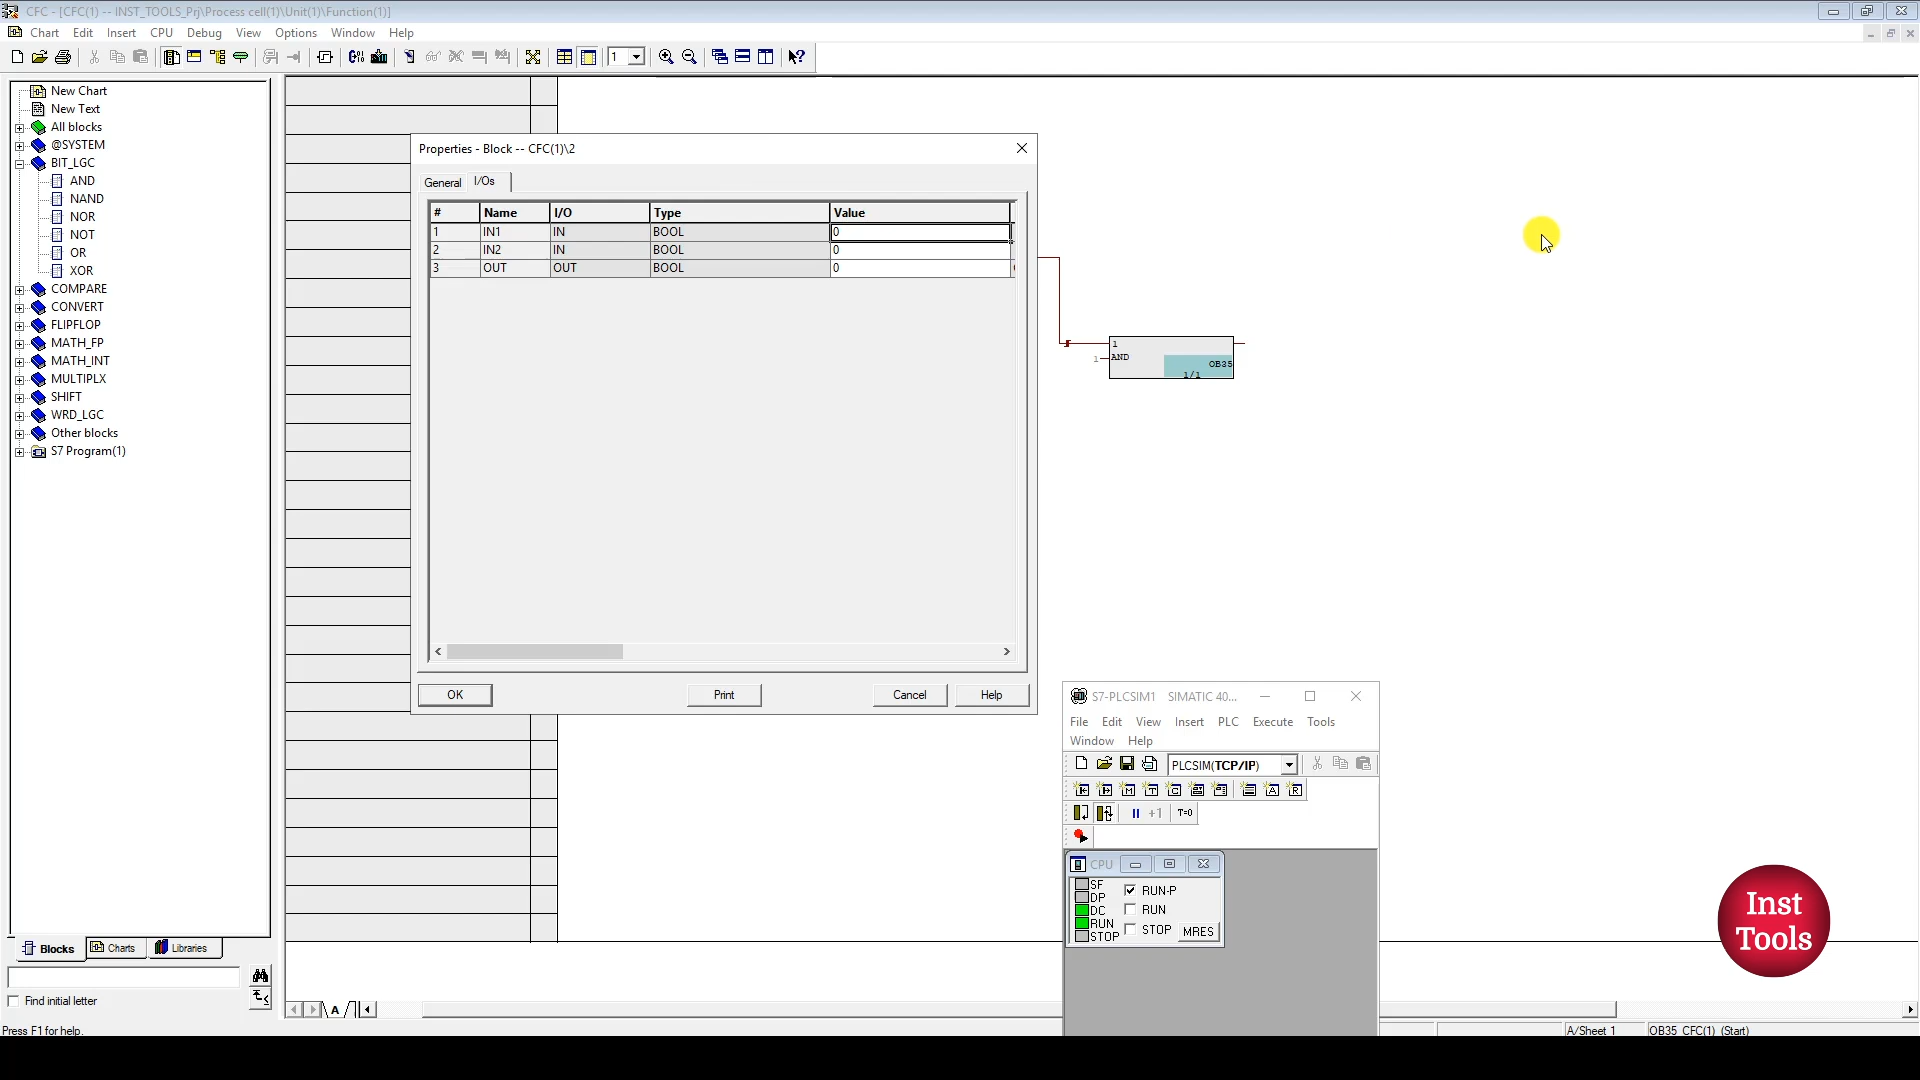 CFC - [CFC(1) -- INST_TOOLS_Prj\Process cell(1)\Unit(1)\Function(1)]
Chart Edit Insert CPU Debug View Options Window Help
1
New Chart
New Text
All blocks
@SYSTEM
BIT_LGC
AND
NAND
NOR
NOT
OR
XOR
COMPARE
CONVERT
FLIPFLOP
MATH_FP
MATH_INT
MULTIPLX
SHIFT
WRD_LGC
Other blocks
S7 Program(1)
Blocks Charts Libraries
Find initial letter
Press F1 for help.
Properties - Block -- CFC(1)\2
General I/Os
# Name I/O Type Value
1 IN1 IN BOOL 0
2 IN2 IN BOOL 0
3 OUT OUT BOOL 0
OK Print Cancel Help
1
1 AND
OB35
1/1
S7-PLCSIM1 SIMATIC 40...
File Edit View Insert PLC Execute Tools
Window Help
PLCSIM(TCP/IP)
+1 T=0
CPU
SF
DP
DC
RUN
STOP
RUN-P
RUN
STOP MRES
Inst
Tools
A
A/Sheet 1 OB35 CFC(1) (Start)